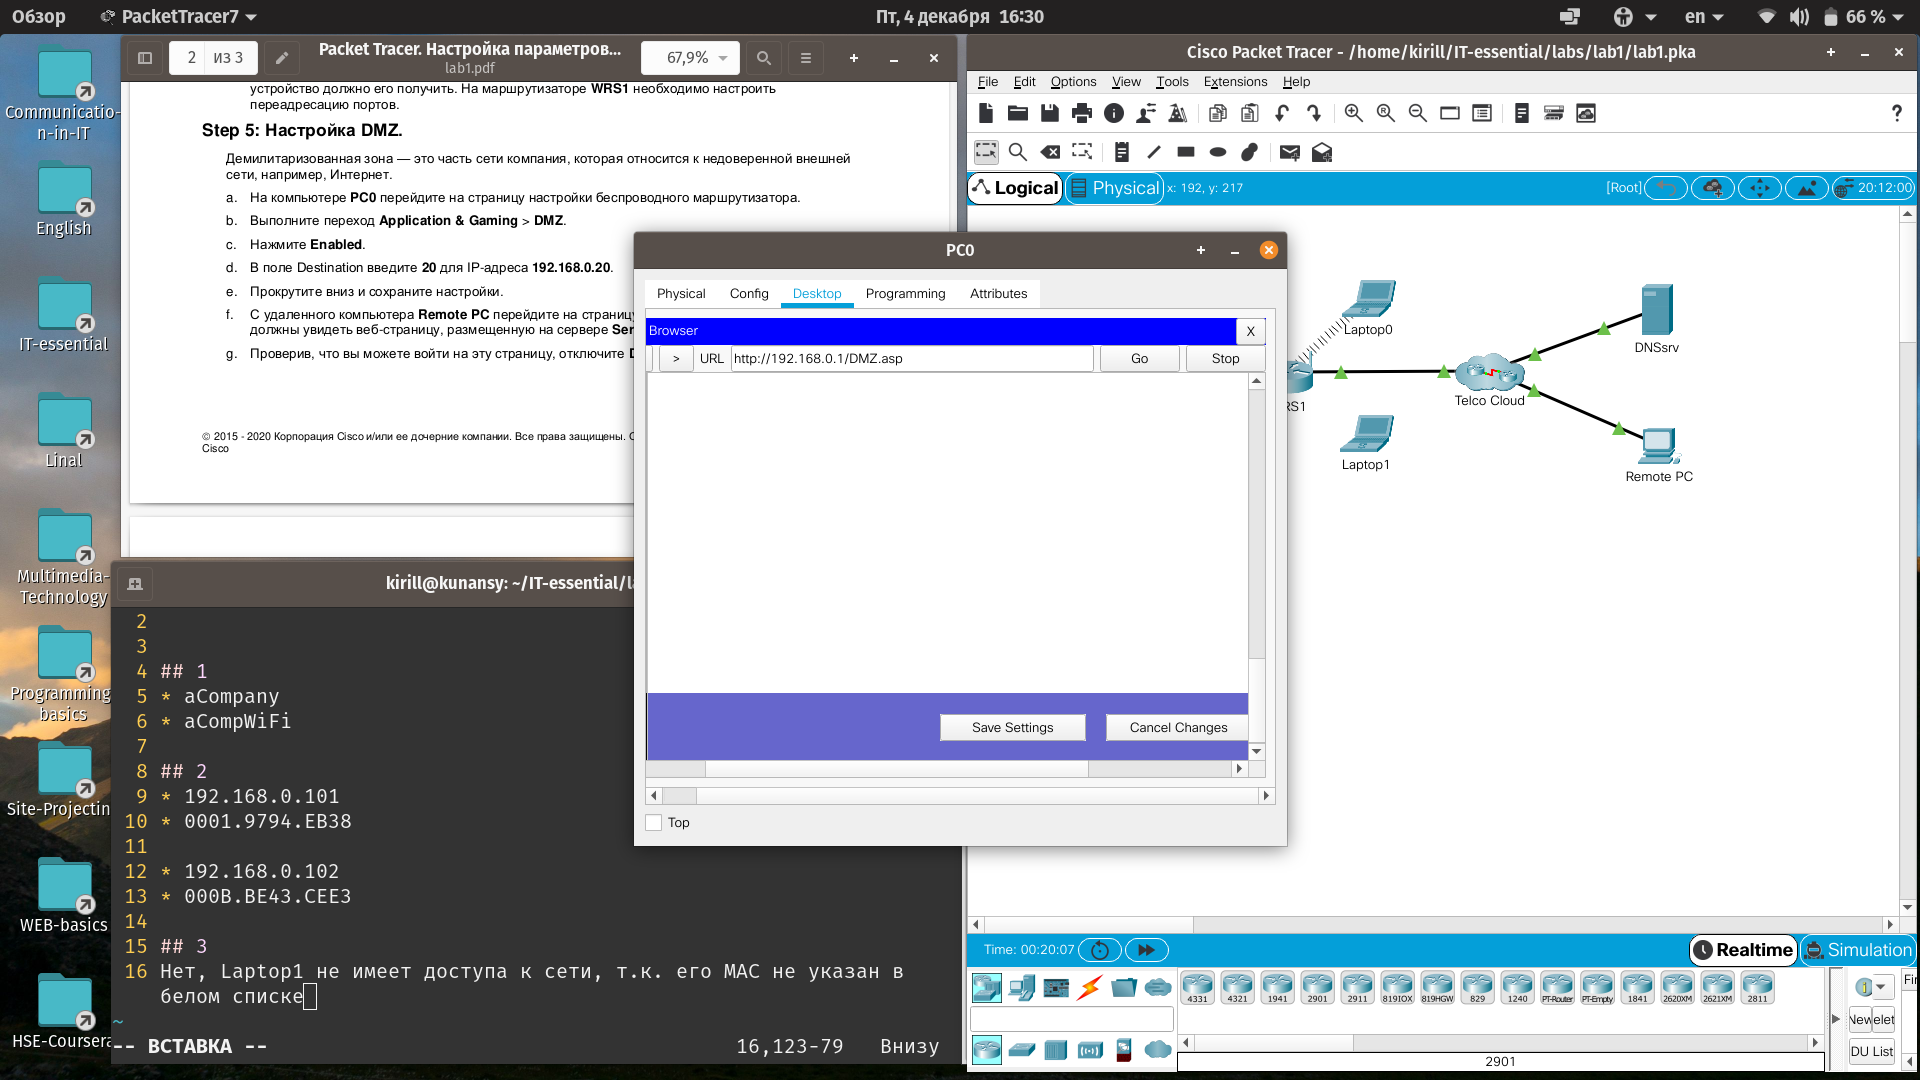 Обзор
PacketTracer7
Пт, 4 декабря 16:30
en
66 %
Communicatio-
n-in-IT
English
IT-essential
Linal
Multimedia-
Technology
Programming
basics
Site-Projectin
WEB-basics
HSE-Coursera
2 из 3
Packet Tracer. Настройка параметров...
lab1.pdf
67,9%
устройство должно его получить. На маршрутизаторе WRS1 необходимо настроить
переадресацию портов.
Step 5: Настройка DMZ.
Демилитаризованная зона — это часть сети компания, которая относится к недоверенной внешней
сети, например, Интернет.
a. На компьютере PC0 перейдите на страницу настройки беспроводного маршрутизатора.
b. Выполните переход Application & Gaming > DMZ.
c. Нажмите Enabled.
d. В поле Destination введите 20 для IP-адреса 192.168.0.20.
e. Прокрутите вниз и сохраните настройки.
f. С удаленного компьютера Remote PC перейдите на страницу
должны увидеть веб-страницу, размещенную на сервере Ser
g. Проверив, что вы можете войти на эту страницу, отключите
© 2015 - 2020 Корпорация Cisco и/или ее дочерние компании. Все права защищены.
Cisco
kirill@kunansy: ~/IT-essential/la
2
3
4 ## 1
5 * aCompany
6 * aCompWiFi
7
8 ## 2
9 * 192.168.0.101
10 * 0001.9794.EB38
11
12 * 192.168.0.102
13 * 000B.BE43.CEE3
14
15 ## 3
16 Нет, Laptop1 не имеет доступа к сети, т.к. его MAC не указан в
белом списке
~
-- ВСТАВКА --
16,123-79 Внизу
PC0
Physical Config Desktop Programming Attributes
Browser
X
> URL http://192.168.0.1/DMZ.asp Go Stop
Save Settings Cancel Changes
Top
Cisco Packet Tracer - /home/kirill/IT-essential/labs/lab1/lab1.pka
File Edit Options View Tools Extensions Help
?
Logical Physical x: 192, y: 217
[Root] 20:12:00
Laptop0
DNSsrv
RS1
Telco Cloud
Laptop1
Remote PC
Time: 00:20:07
Realtime Simulation
4331 4321 1941 2901 2911 819IOX 819HGW 829 1240 PT-Router PT-Empty 1841 2620XM 2621XM 2811
2901
Fir
New elet
DU List